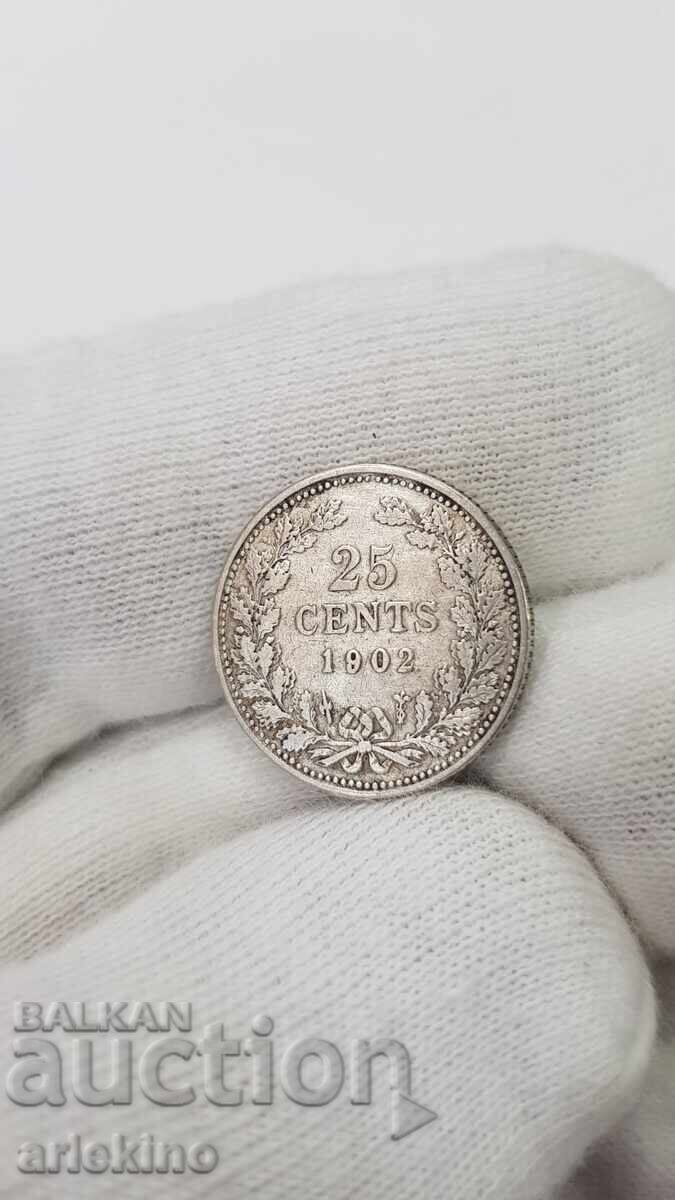 25
CENTS
1902
BALKAN
auction
arlekino